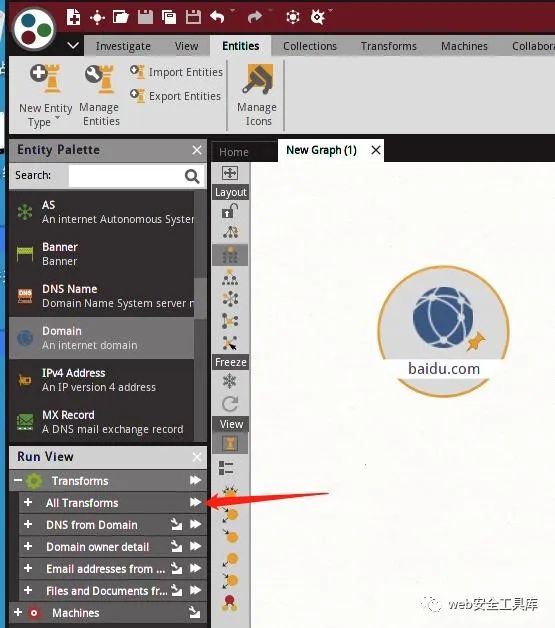 Investigate View Entities Collections Transforms Machines Collabora
New Entity Type
Manage Entities
Import Entities
Export Entities
Manage Icons
Entity Palette
Search:
AS
An internet Autonomous System
Banner
Banner
DNS Name
Domain Name System server n
Domain
An internet domain
IPv4 Address
An IP version 4 address
MX Record
A DNS mail exchange record
Run View
Transforms
All Transforms
DNS from Domain
Domain owner detail
Email addresses from ...
Files and Documents fr...
Machines
Home
New Graph (1)
Layout
Freeze
View
baidu.com
web安全工具库